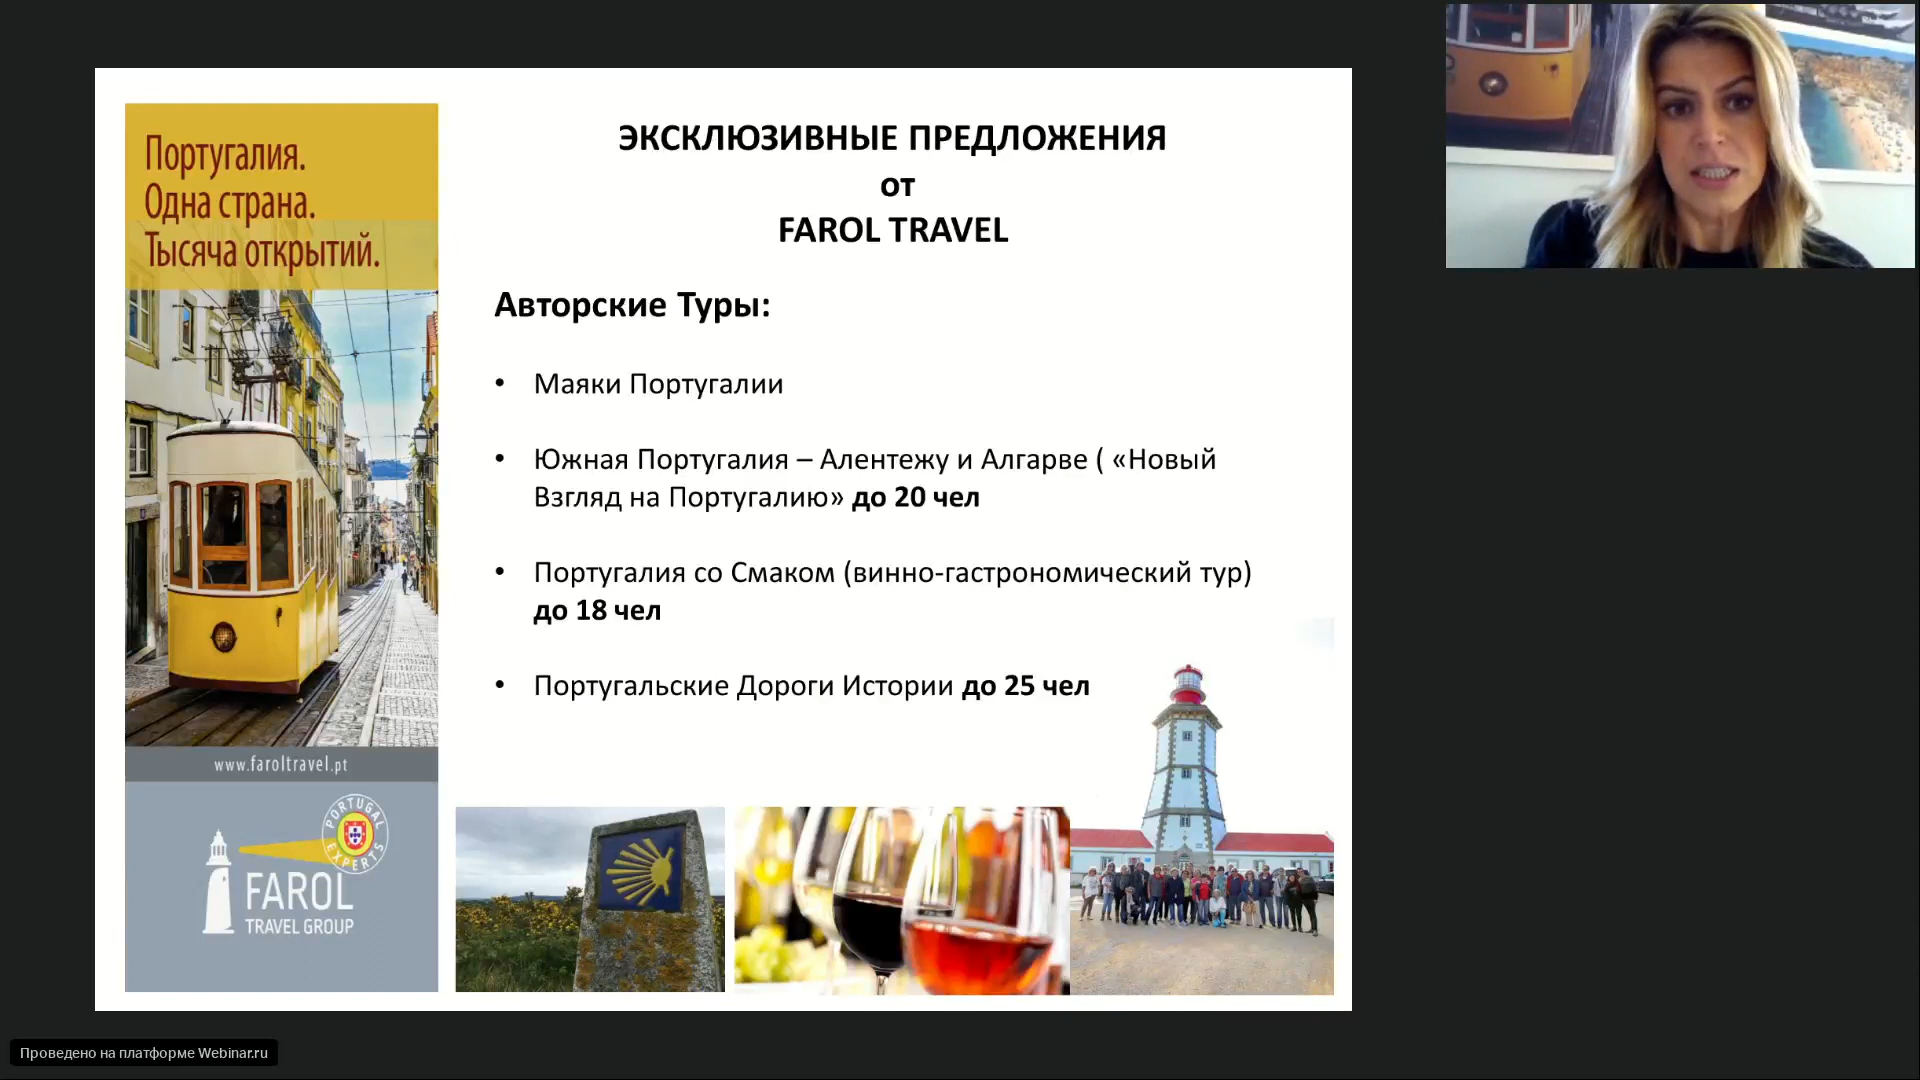 Португалия.
Одна страна.
Тысяча открытий.
www.faroltravel.pt
PORTUGAL EXPERTS
FAROL
TRAVEL GROUP
ЭКСКЛЮЗИВНЫЕ ПРЕДЛОЖЕНИЯ
от
FAROL TRAVEL
Авторские Туры:
• Маяки Португалии
• Южная Португалия – Алентежу и Алгарве ( «Новый
Взгляд на Португалию» до 20 чел
• Португалия со Смаком (винно-гастрономический тур)
до 18 чел
• Португальские Дороги Истории до 25 чел
Проведено на платформе Webinar.ru